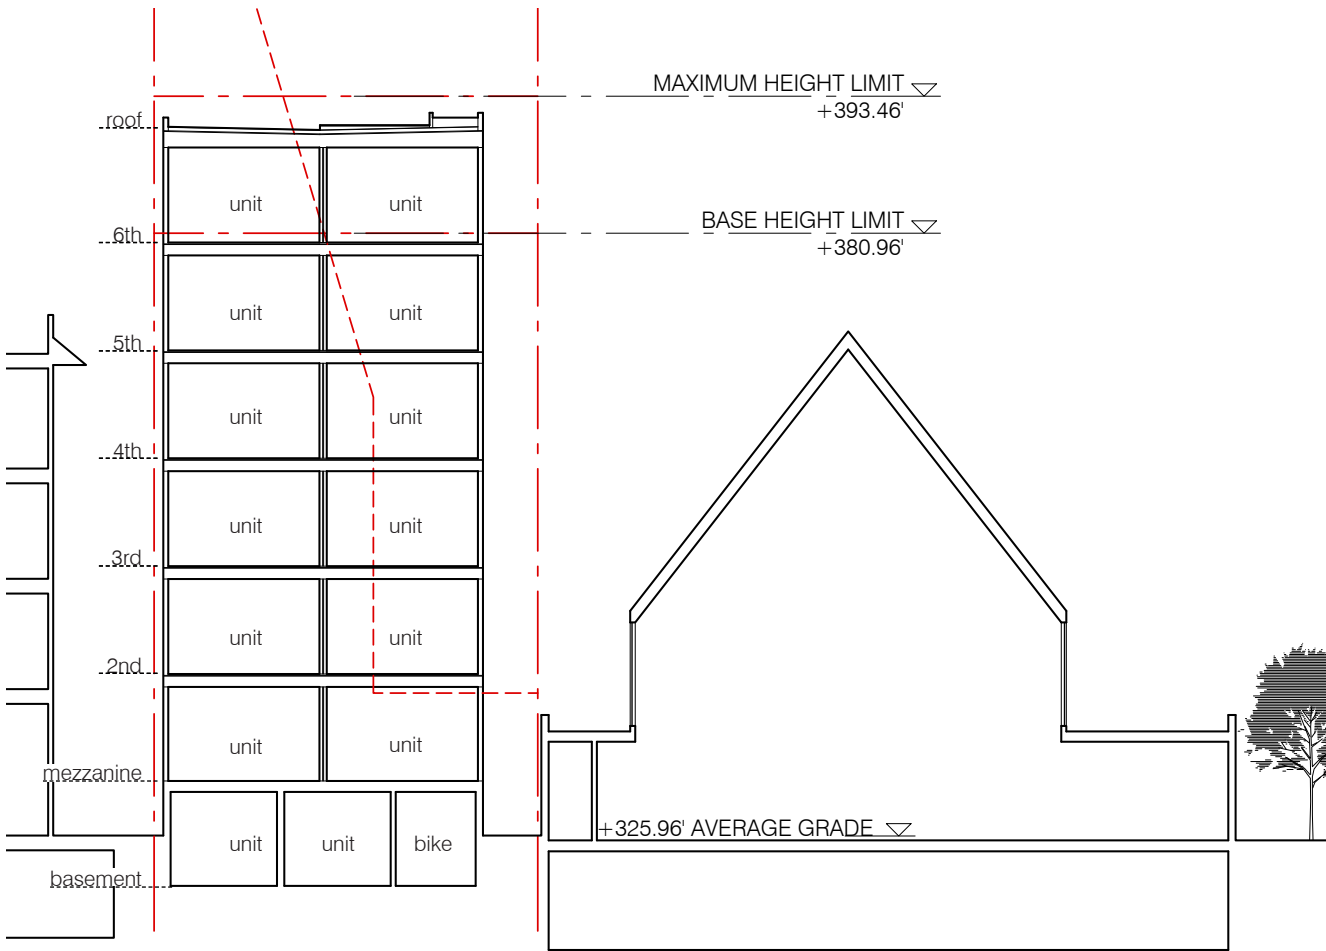 MAXIMUM HEIGHT LIMIT
+393.46'
roof
unit unit
BASE HEIGHT LIMIT
+380.96'
6th
unit unit
5th
unit unit
4th
unit unit
3rd
unit unit
2nd
unit unit
mezzanine
+325.96' AVERAGE GRADE
unit unit bike
basement